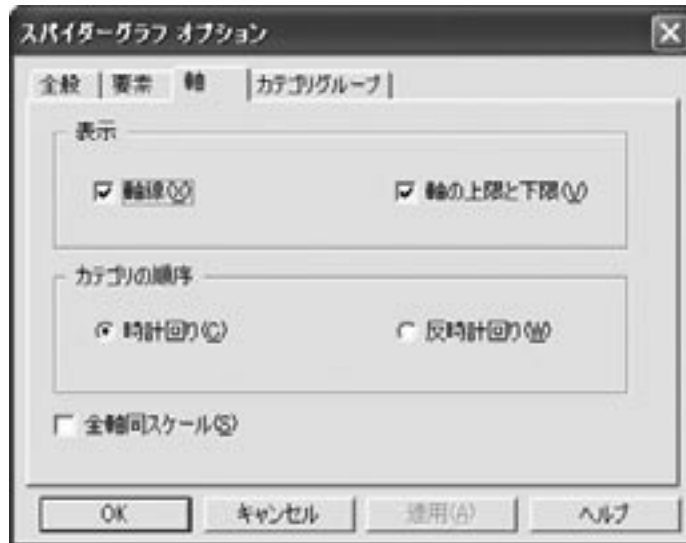 スパイダーグラフ オプション
全般 要素 軸 カテゴリグループ
表示
軸線(X) 軸の上限と下限(V)
カテゴリの順序
時計回り(C) 反時計回り(W)
全軸同スケール(S)
OK キャンセル 適用(A) ヘルプ